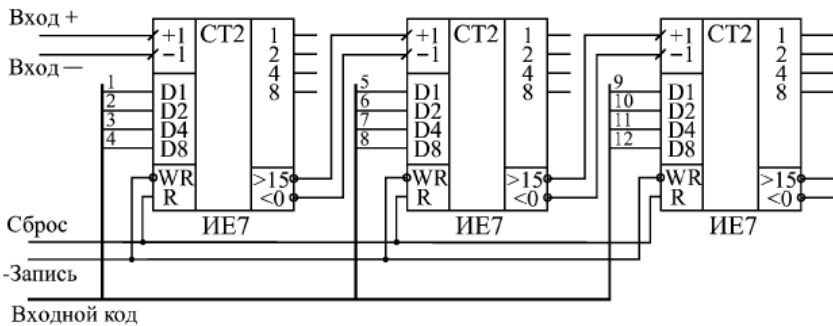 Вход +
Вход —
+1 СТ2 1
−1 2
4
8
1 D1
2 D2
3 D4
4 D8
WR >15
R <0
ИЕ7
+1 СТ2 1
−1 2
4
8
5 D1
6 D2
7 D4
8 D8
WR >15
R <0
ИЕ7
+1 СТ2 1
−1 2
4
8
9 D1
10 D2
11 D4
12 D8
WR >15
R <0
ИЕ7
Сброс
-Запись
Входной код